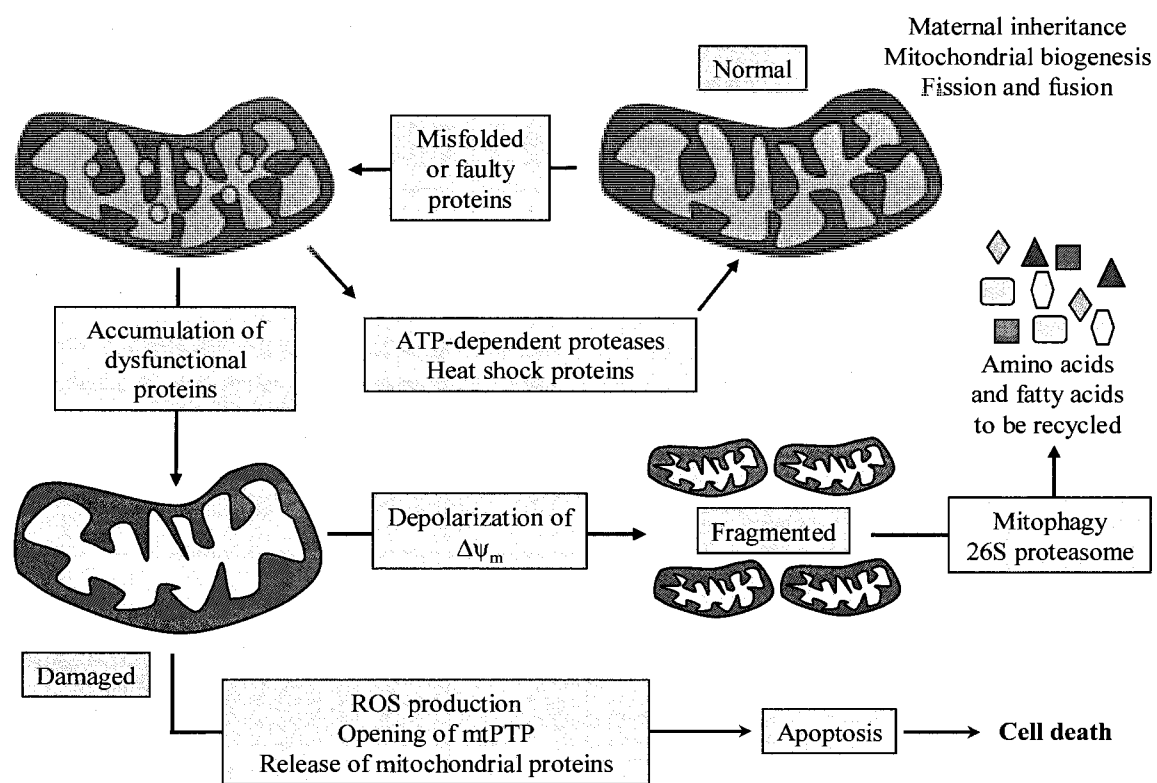 Maternal inheritance
Mitochondrial biogenesis
Fission and fusion
Normal
Misfolded
or faulty
proteins
Accumulation of
dysfunctional
proteins
ATP-dependent proteases
Heat shock proteins
Amino acids
and fatty acids
to be recycled
Depolarization of
Δψm
Fragmented
Mitophagy
26S proteasome
Damaged
ROS production
Opening of mtPTP
Release of mitochondrial proteins
Apoptosis
Cell death